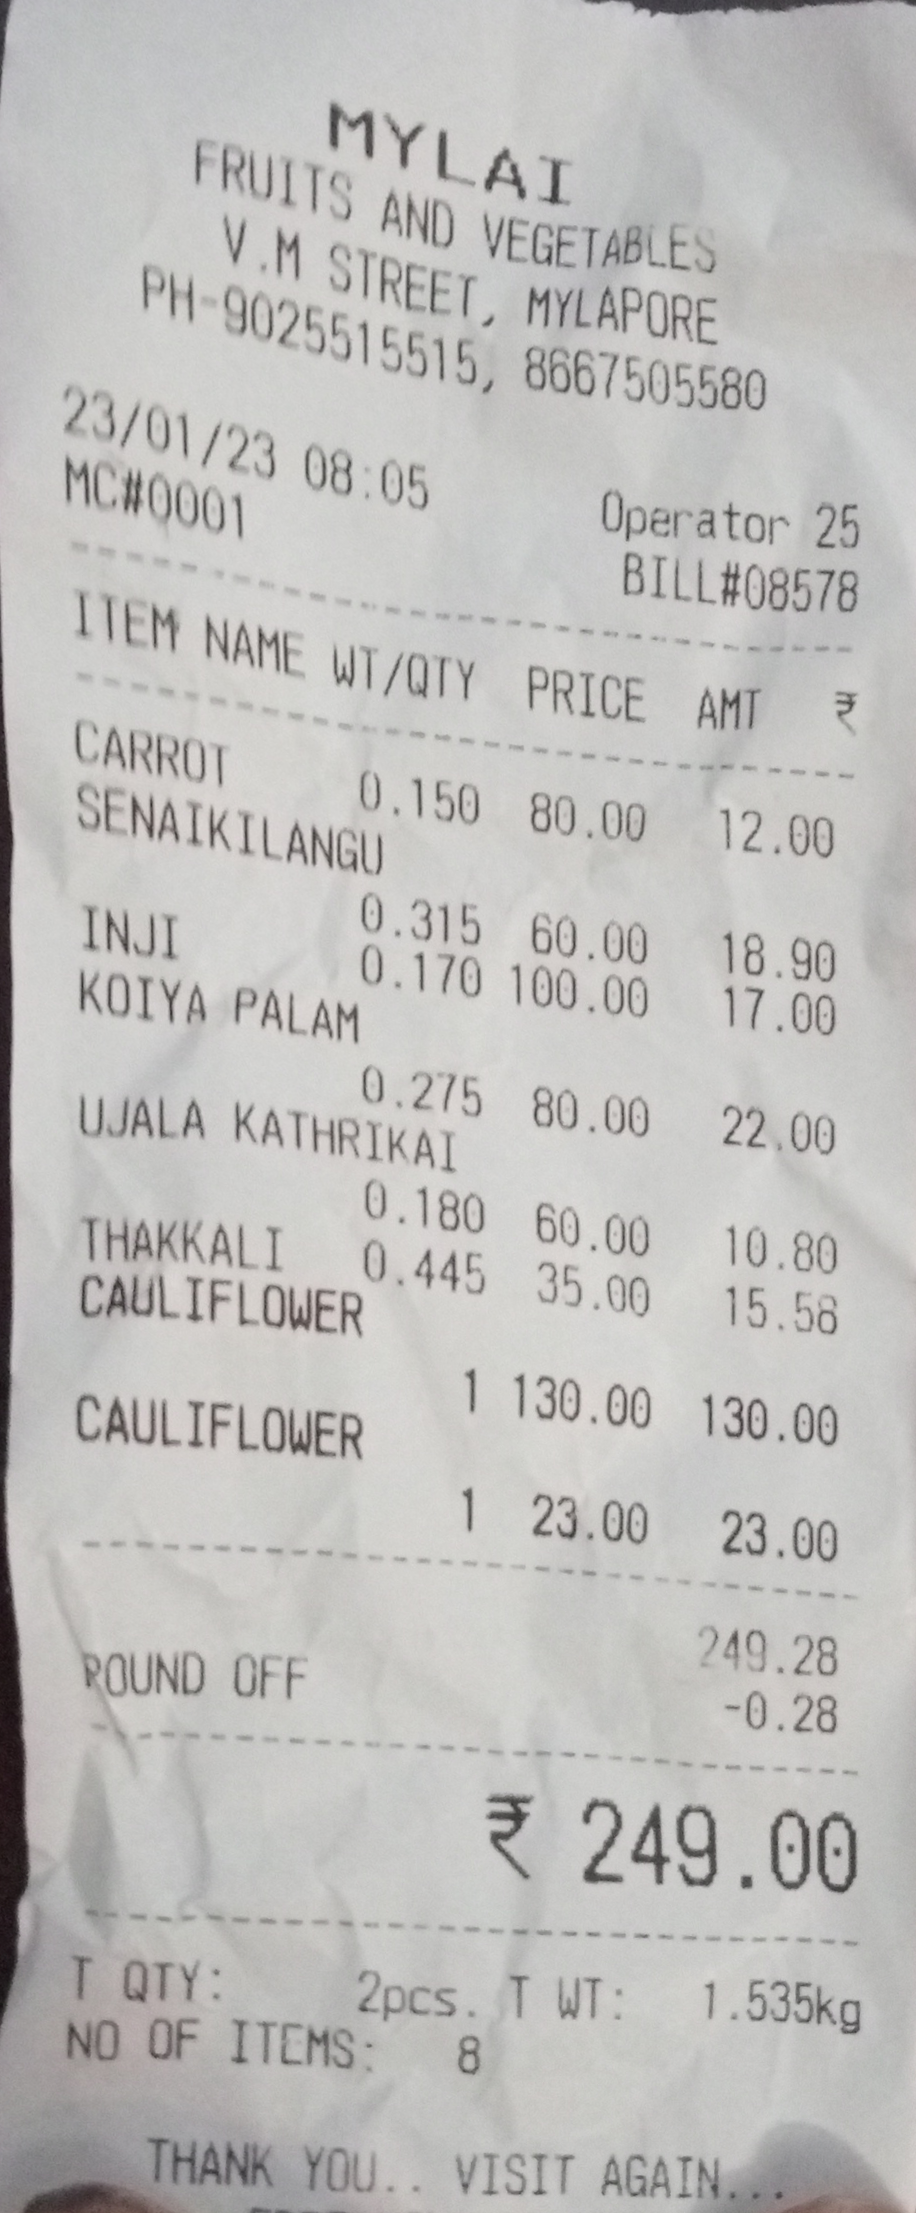 MYLAI
FRUITS AND VEGETABLES
V.M STREET, MYLAPORE
PH-9025515515, 8667505580
23/01/23 08:05 Operator 25
MC#0001 BILL#08578
ITEM NAME WT/QTY PRICE AMT ₹
CARROT 0.150 80.00 12.00
SENAIKILANGU
0.315 60.00 18.90
INJI 0.170 100.00 17.00
KOIYA PALAM
0.275 80.00 22.00
UJALA KATHRIKAI
0.180 60.00 10.80
THAKKALI 0.445 35.00 15.58
CAULIFLOWER
1 130.00 130.00
CAULIFLOWER
1 23.00 23.00
249.28
ROUND OFF -0.28
₹ 249.00
T QTY: 2pcs. T WT: 1.535kg
NO OF ITEMS: 8
THANK YOU.. VISIT AGAIN...